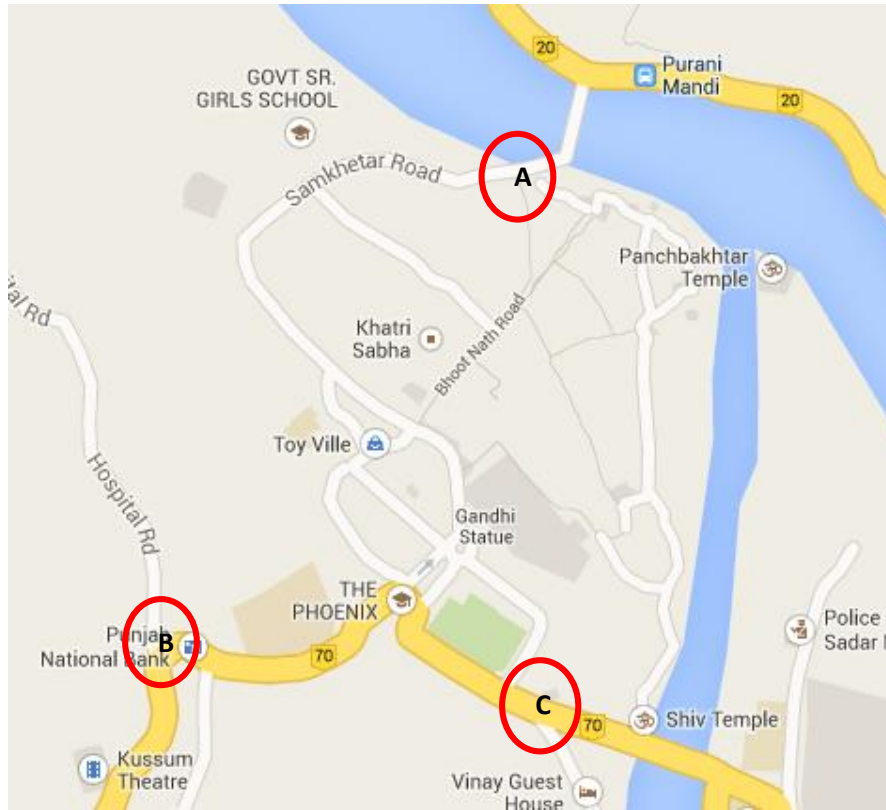 20
Purani
Mandi
20
GOVT SR.
GIRLS SCHOOL
A
Samkhetar Road
Panchbakhtar
Temple
ital Rd
Khatri
Sabha
Bhoot Nath Road
Toy Ville
Hospital Rd
Gandhi
Statue
THE
PHOENIX
Punjab
National Bank
B
70
Police
Sadar
C
70
Shiv Temple
Kussum
Theatre
Vinay Guest
House